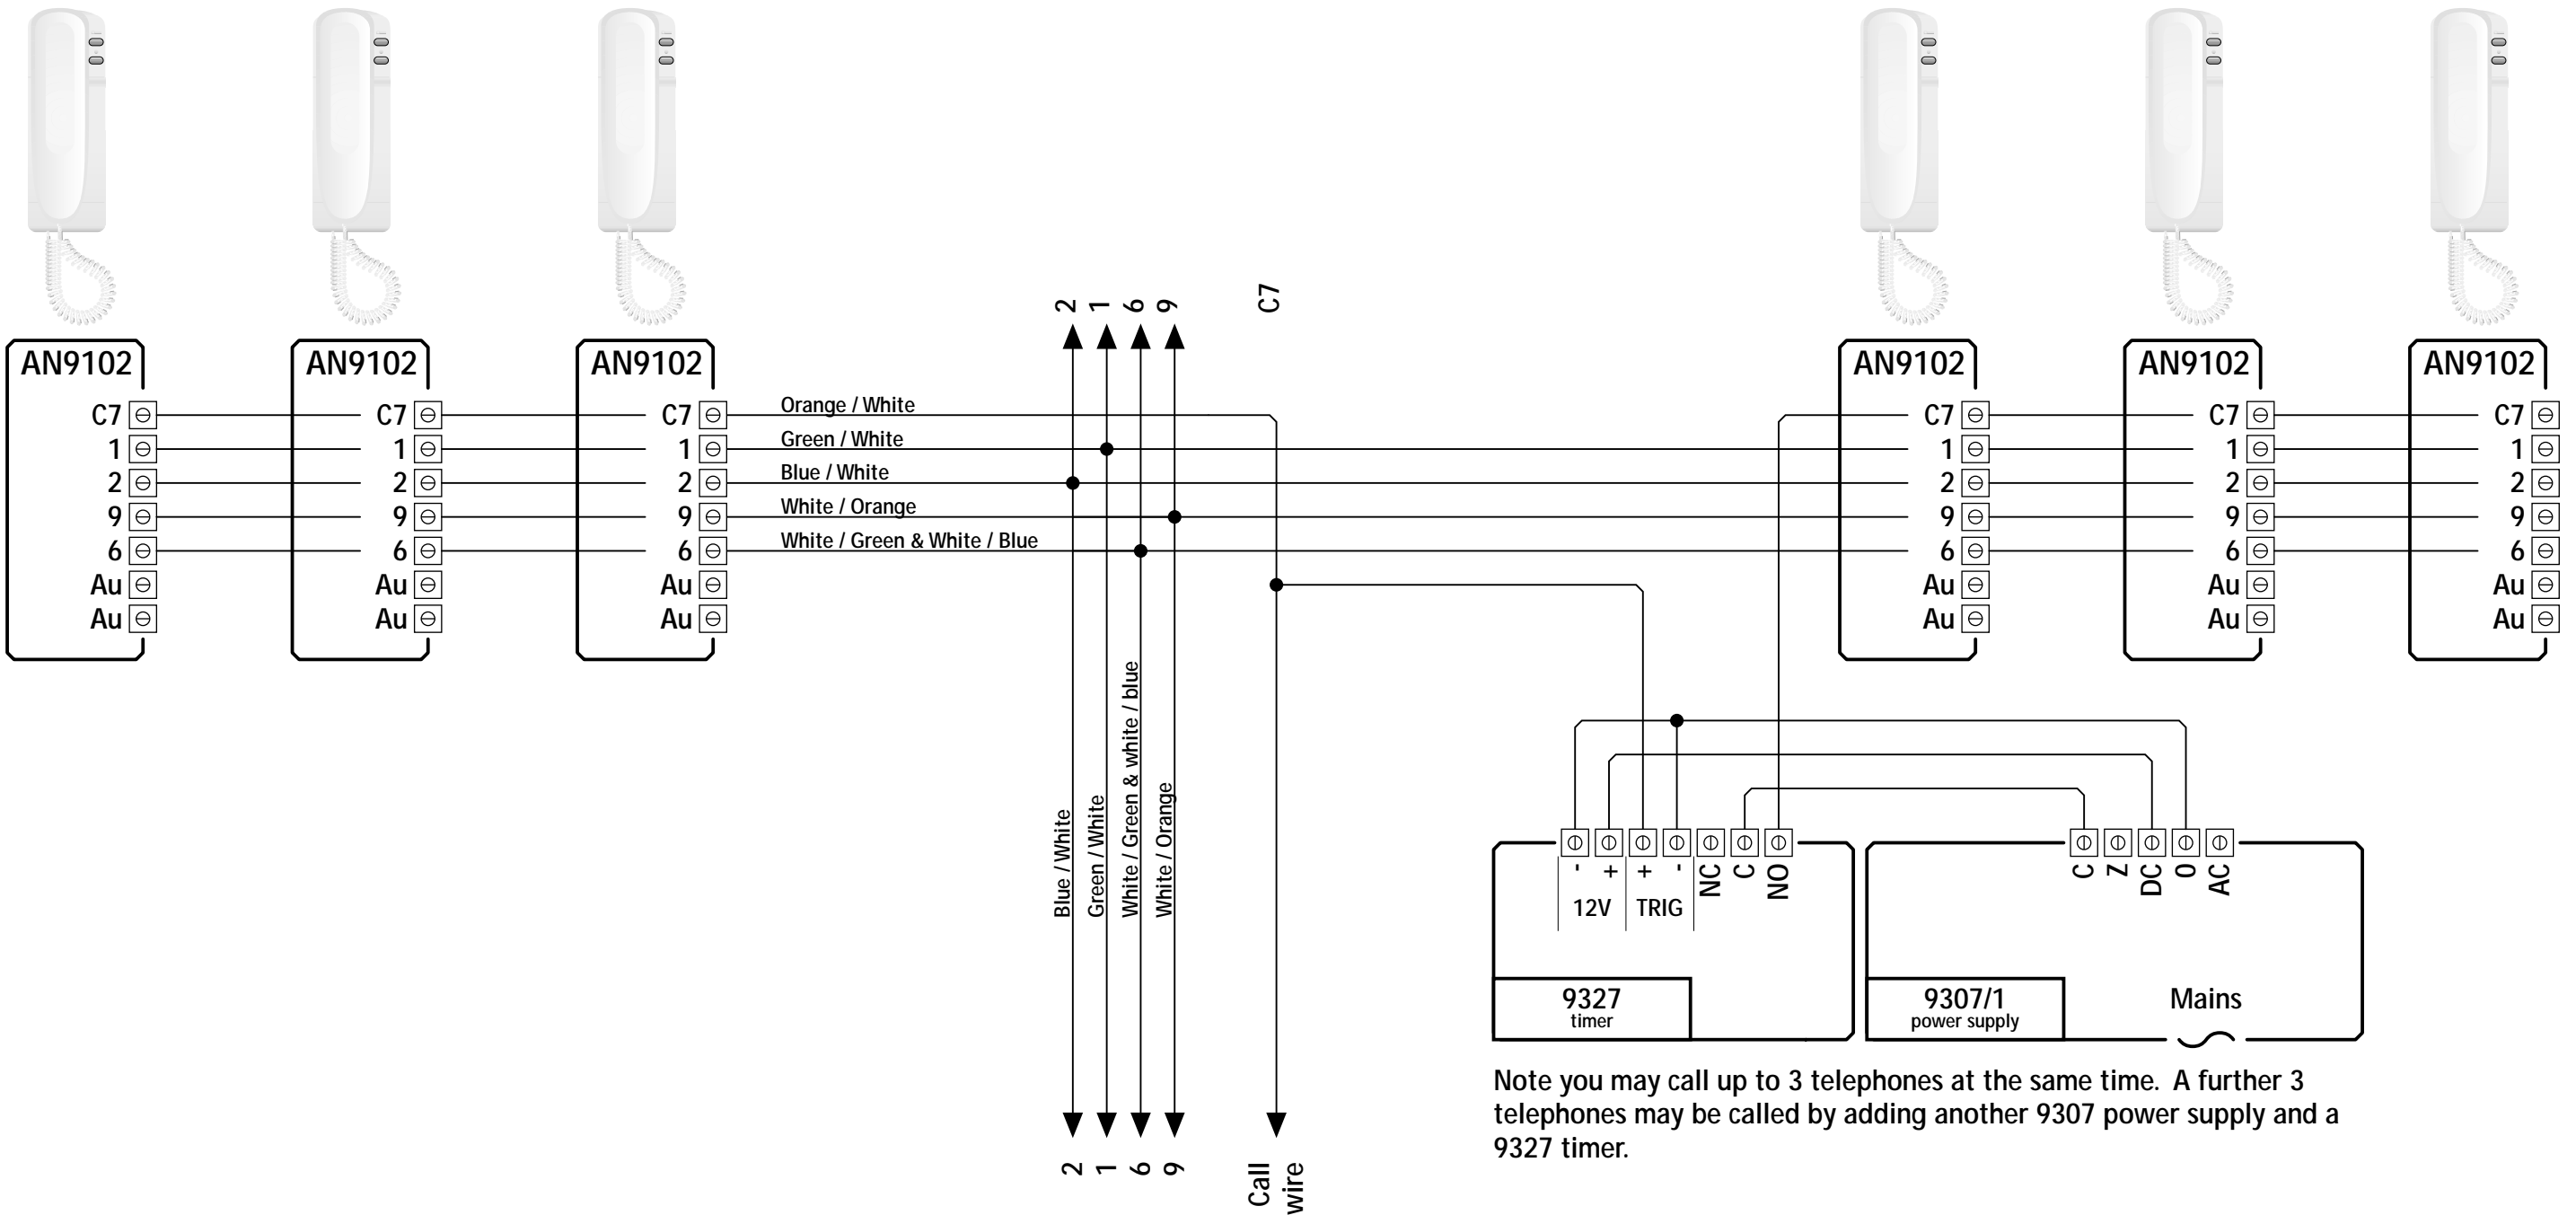 2
1
6
9
C7
AN9102
C7
1
2
9
6
Au
Au
AN9102
C7
1
2
9
6
Au
Au
AN9102
C7
1
2
9
6
Au
Au
Orange / White
Green / White
Blue / White
White / Orange
White / Green & White / Blue
AN9102
C7
1
2
9
6
Au
Au
AN9102
C7
1
2
9
6
Au
Au
AN9102
C7
1
2
9
6
Au
Au
Blue / White
Green / White
White / Green & white / blue
White / Orange
2
1
6
9
Call
wire
- + + - NC C NO
12V TRIG
9327
timer
C Z DC 0 AC
9307/1
power supply
Mains
Note you may call up to 3 telephones at the same time. A further 3
telephones may be called by adding another 9307 power supply and a
9327 timer.